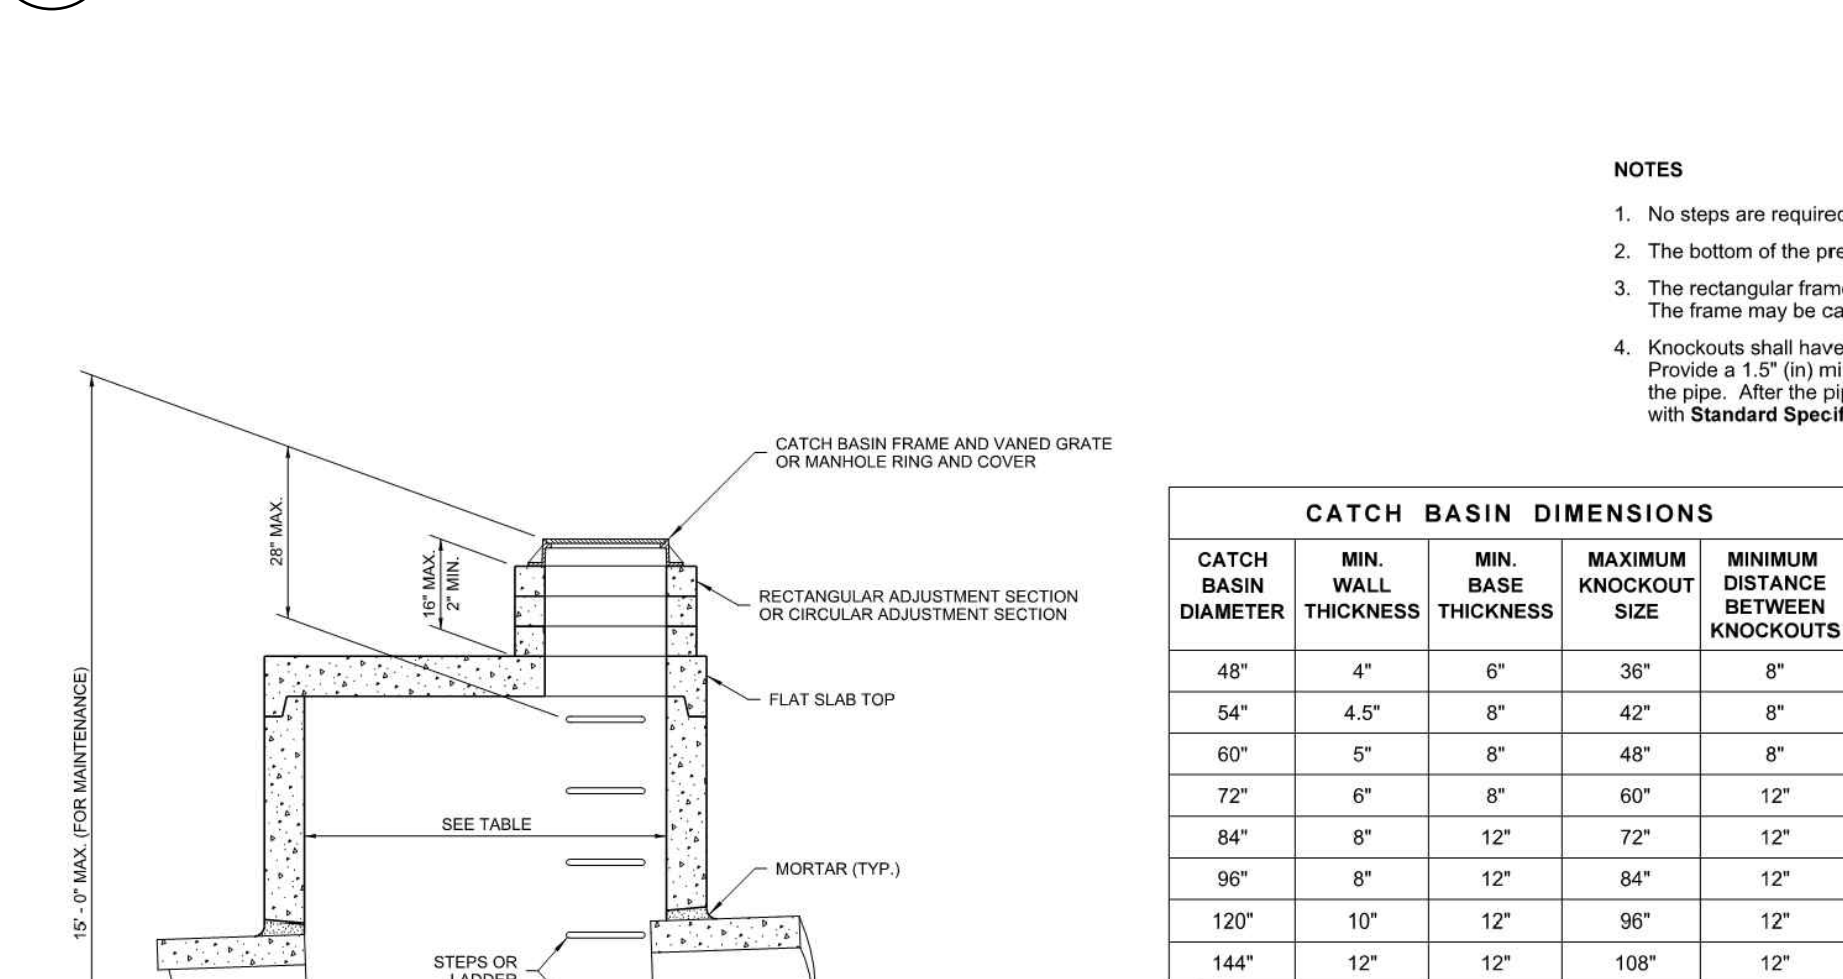 NOTES
1. No steps are required
2. The bottom of the pre
3. The rectangular frame
The frame may be ca
4. Knockouts shall have
Provide a 1.5" (in) mi
the pipe. After the pi
with Standard Specif
CATCH BASIN FRAME AND VANED GRATE
OR MANHOLE RING AND COVER
28" MAX.
16" MAX.
2" MIN.
RECTANGULAR ADJUSTMENT SECTION
OR CIRCULAR ADJUSTMENT SECTION
FLAT SLAB TOP
15' - 0" MAX. (FOR MAINTENANCE)
SEE TABLE
MORTAR (TYP.)
STEPS OR
LADDER
CATCH BASIN DIMENSIONS
CATCH BASIN DIAMETER MIN. WALL THICKNESS MIN. BASE THICKNESS MAXIMUM KNOCKOUT SIZE MINIMUM DISTANCE BETWEEN KNOCKOUTS
48" 4" 6" 36" 8"
54" 4.5" 8" 42" 8"
60" 5" 8" 48" 8"
72" 6" 8" 60" 12"
84" 8" 12" 72" 12"
96" 8" 12" 84" 12"
120" 10" 12" 96" 12"
144" 12" 12" 108" 12"